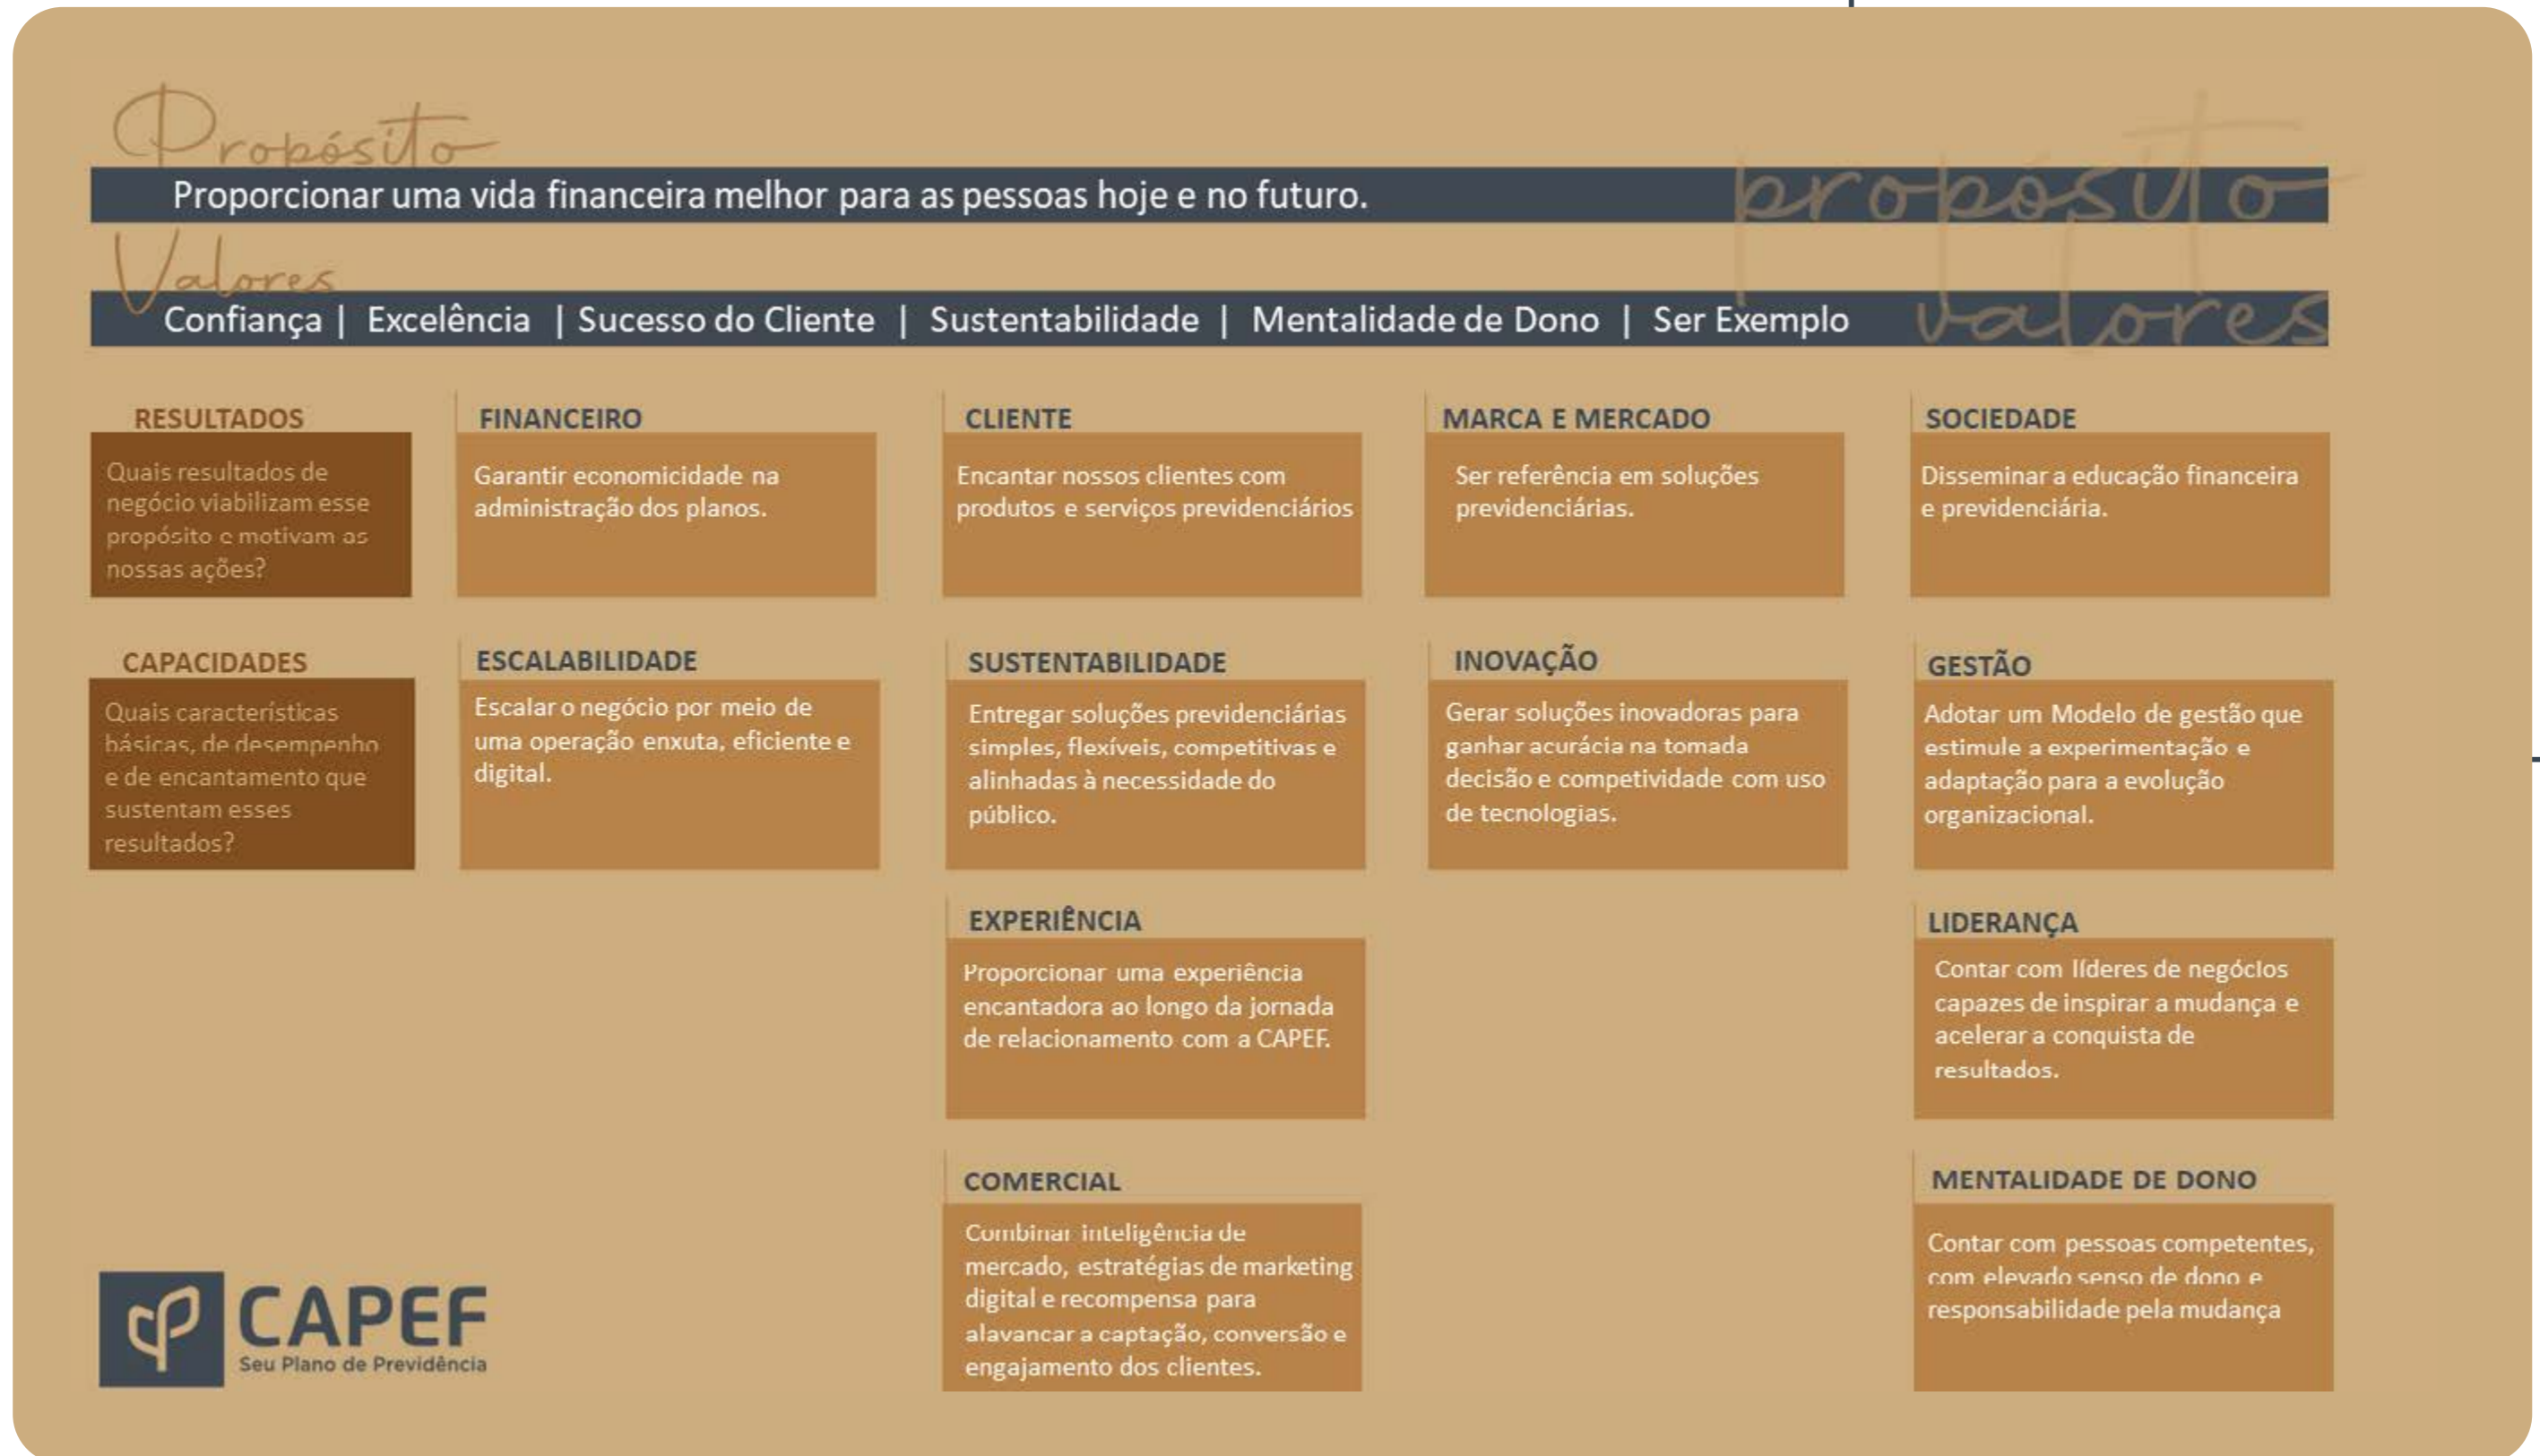 Propósito
Proporcionar uma vida financeira melhor para as pessoas hoje e no futuro.
propósito
Valores
Confiança | Excelência | Sucesso do Cliente | Sustentabilidade | Mentalidade de Dono | Ser Exemplo
valores
RESULTADOS
Quais resultados de
negócio viabilizam esse
propósito e motivam as
nossas ações?
FINANCEIRO
Garantir economicidade na
administração dos planos.
CLIENTE
Encantar nossos clientes com
produtos e serviços previdenciários
MARCA E MERCADO
Ser referência em soluções
previdenciárias.
SOCIEDADE
Disseminar a educação financeira
e previdenciária.
CAPACIDADES
Quais características
básicas, de desempenho
e de encantamento que
sustentam esses
resultados?
ESCALABILIDADE
Escalar o negócio por meio de
uma operação enxuta, eficiente e
digital.
SUSTENTABILIDADE
Entregar soluções previdenciárias
simples, flexíveis, competitivas e
alinhadas à necessidade do
público.
INOVAÇÃO
Gerar soluções inovadoras para
ganhar acurácia na tomada
decisão e competividade com uso
de tecnologias.
GESTÃO
Adotar um Modelo de gestão que
estimule a experimentação e
adaptação para a evolução
organizacional.
EXPERIÊNCIA
Proporcionar uma experiência
encantadora ao longo da jornada
de relacionamento com a CAPEF.
LIDERANÇA
Contar com líderes de negócios
capazes de inspirar a mudança e
acelerar a conquista de
resultados.
COMERCIAL
Combinar inteligência de
mercado, estratégias de marketing
digital e recompensa para
alavancar a captação, conversão e
engajamento dos clientes.
MENTALIDADE DE DONO
Contar com pessoas competentes,
com elevado senso de dono e
responsabilidade pela mudança
CAPEF
Seu Plano de Previdência